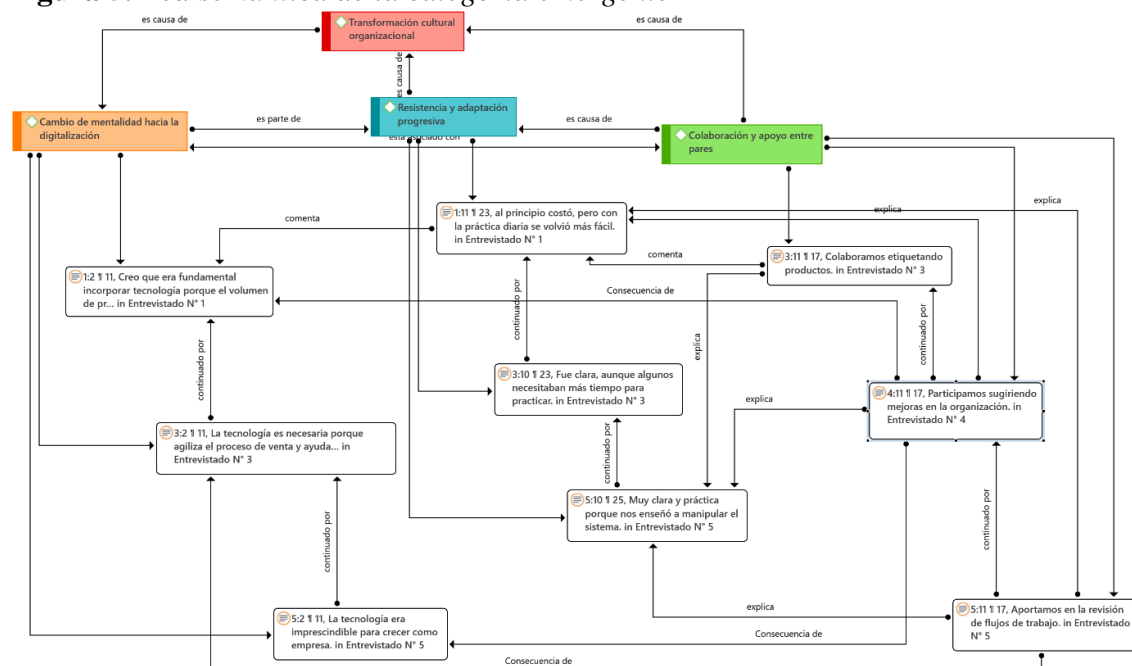 es causa de
Transformación cultural
organizacional
es causa de
es causa de
Cambio de mentalidad hacia la
digitalización
es parte de
Resistencia y adaptación
progresiva
es causa de
Colaboración y apoyo entre
pares
está asociado con
1:11 ¶ 23, al principio costó, pero con
la práctica diaria se volvió más fácil.
in Entrevistado N° 1
comenta
explica
explica
3:11 ¶ 17, Colaboramos etiquetando
productos. in Entrevistado N° 3
comenta
1:2 ¶ 11, Creo que era fundamental
incorporar tecnología porque el volumen
de pr... in Entrevistado N° 1
Consecuencia de
continuado por
explica
continuado por
continuado por
3:10 ¶ 23, Fue clara, aunque algunos
necesitaban más tiempo para
practicar. in Entrevistado N° 3
4:11 ¶ 17, Participamos sugiriendo
mejoras en la organización. in
Entrevistado N° 4
explica
3:2 ¶ 11, La tecnología es necesaria porque
agiliza el proceso de venta y ayuda... in
Entrevistado N° 3
continuado por
5:10 ¶ 25, Muy clara y práctica
porque nos enseñó a manipular el
sistema. in Entrevistado N° 5
continuado por
continuado por
5:2 ¶ 11, La tecnología era
imprescindible para crecer como
empresa. in Entrevistado N° 5
explica
5:11 ¶ 17, Aportamos en la revisión
de flujos de trabajo. in Entrevistado
N° 5
Consecuencia de
Consecuencia de